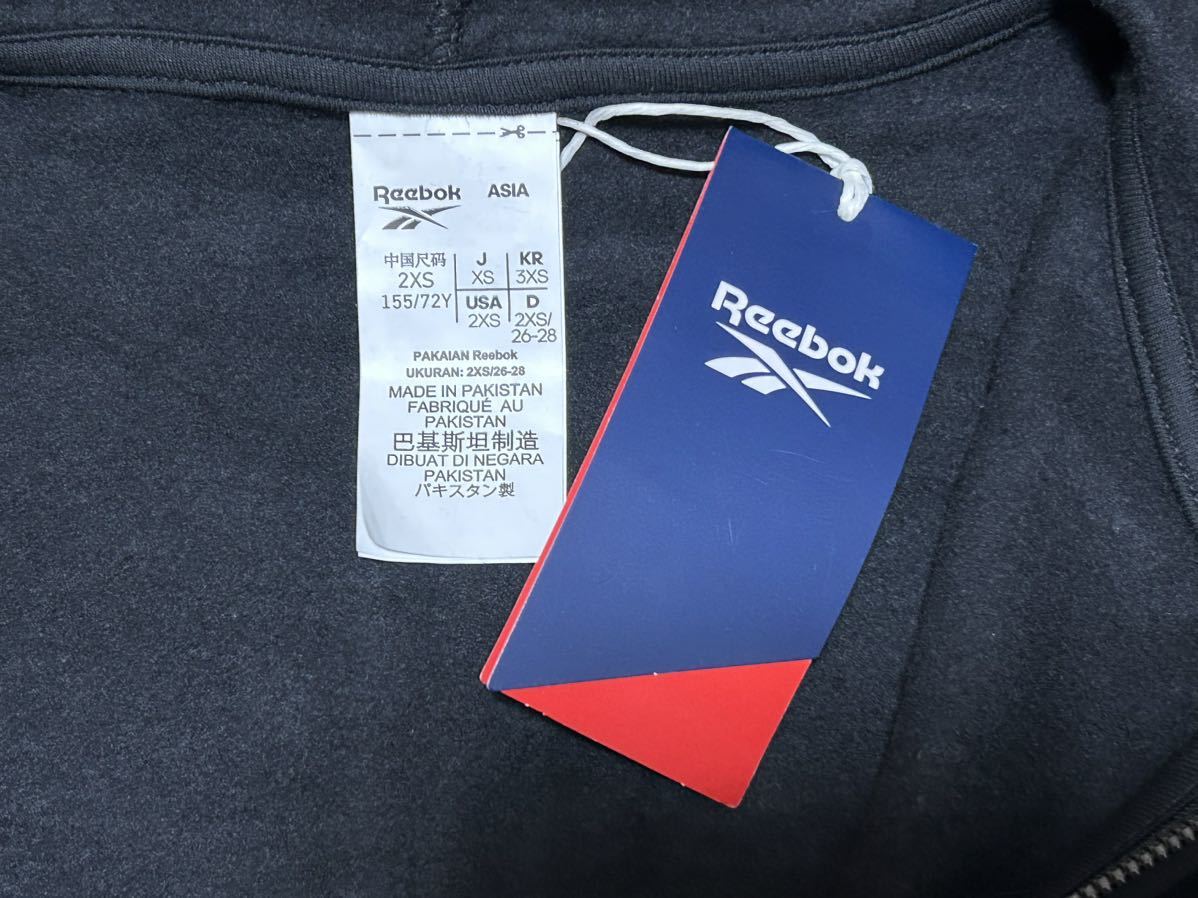 Reebok ASIA
中国尺码 J KR
2XS XS 3XS
155/72Y USA D
2XS 2XS/
26-28
PAKAIAN Reebok
UKURAN: 2XS/26-28
MADE IN PAKISTAN
FABRIQUÉ AU
PAKISTAN
巴基斯坦制造
DIBUAT DI NEGARA
PAKISTAN
パキスタン製
Reebok